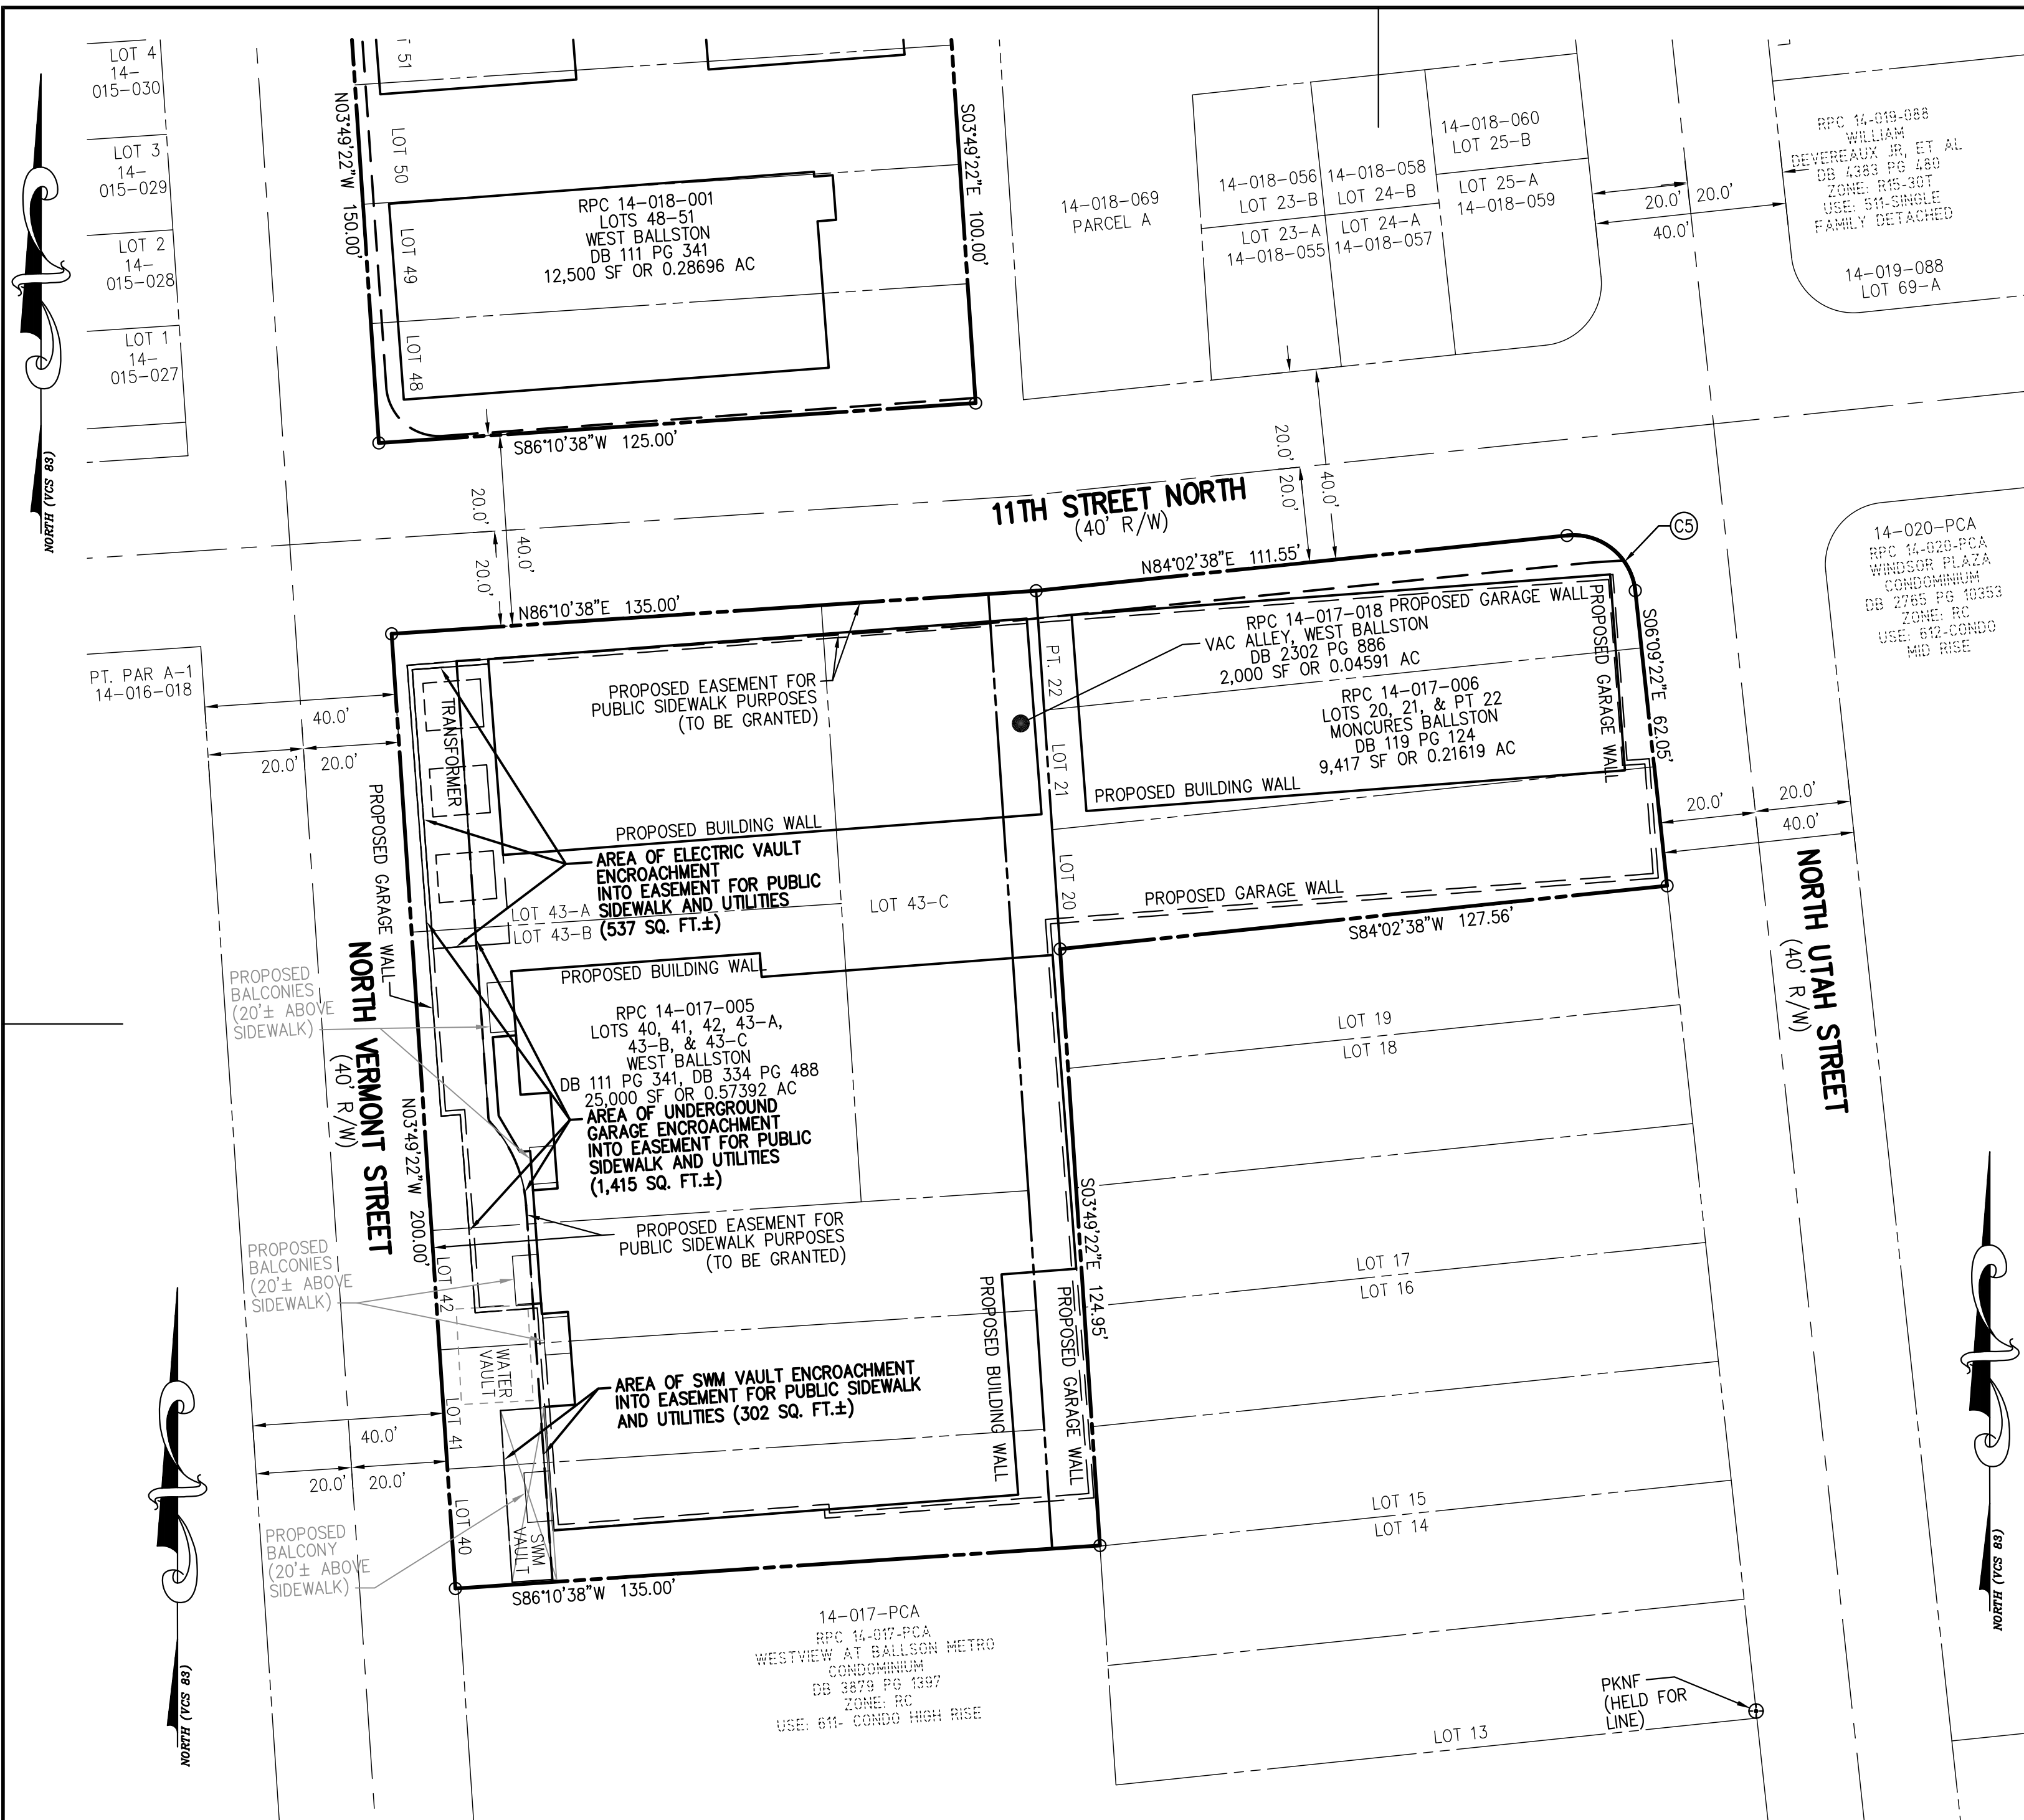 LOT 4
14-
015-030
LOT 3
14-
015-029
LOT 2
14-
015-028
LOT 1
14-
015-027
NORTH (VCS 83)
N03°49'22"W 150.00'
51
LOT 50
LOT 49
LOT 48
RPC 14-018-001
LOTS 48-51
WEST BALLSTON
DB 111 PG 341
12,500 SF OR 0.28696 AC
S03°49'22"E 100.00'
S86°10'38"W 125.00'
14-018-069
PARCEL A
14-018-056
LOT 23-B
14-018-058
LOT 24-B
14-018-060
LOT 25-B
LOT 23-A
14-018-055
LOT 24-A
14-018-057
LOT 25-A
14-018-059
20.0'
20.0'
40.0'
RPC 14-019-088
WILLIAM
DEVEREAUX JR, ET AL
DB 4383 PG 480
ZONE: R15-30T
USE: 511-SINGLE
FAMILY DETACHED
14-019-088
LOT 69-A
20.0'
20.0'
40.0'
11TH STREET NORTH
(40' R/W)
20.0'
20.0'
40.0'
C5
14-020-PCA
RPC 14-020-PCA
WINDSOR PLAZA
CONDOMINIUM
DB 2765 PG 10353
ZONE: RC
USE: 612-CONDO
MID RISE
N86°10'38"E 135.00'
N84°02'38"E 111.55'
S06°09'22"E 62.05'
PT. PAR A-1
14-016-018
40.0'
20.0'
20.0'
TRANSFORMER
PROPOSED EASEMENT FOR
PUBLIC SIDEWALK PURPOSES
(TO BE GRANTED)
PT. 22
LOT 21
LOT 20
RPC 14-017-018
VAC ALLEY, WEST BALLSTON
DB 2302 PG 886
2,000 SF OR 0.04591 AC
PROPOSED GARAGE WALL
PROPOSED GARAGE WALL
RPC 14-017-006
LOTS 20, 21, & PT 22
MONCURES BALLSTON
DB 119 PG 124
9,417 SF OR 0.21619 AC
PROPOSED BUILDING WALL
PROPOSED GARAGE WALL
PROPOSED BUILDING WALL
AREA OF ELECTRIC VAULT
ENCROACHMENT
INTO EASEMENT FOR PUBLIC
SIDEWALK AND UTILITIES
(537 SQ. FT.±)
LOT 43-A
LOT 43-B
LOT 43-C
PROPOSED GARAGE WALL
S84°02'38"W 127.56'
20.0'
20.0'
40.0'
NORTH UTAH STREET
(40' R/W)
NORTH VERMONT STREET
(40' R/W)
N03°49'22"W 200.00'
PROPOSED
BALCONIES
(20'± ABOVE
SIDEWALK)
PROPOSED BUILDING WALL
RPC 14-017-005
LOTS 40, 41, 42, 43-A,
43-B, & 43-C
WEST BALLSTON
DB 111 PG 341, DB 334 PG 488
25,000 SF OR 0.57392 AC
AREA OF UNDERGROUND
GARAGE ENCROACHMENT
INTO EASEMENT FOR PUBLIC
SIDEWALK AND UTILITIES
(1,415 SQ. FT.±)
PROPOSED EASEMENT FOR
PUBLIC SIDEWALK PURPOSES
(TO BE GRANTED)
S03°49'22"E 124.95'
PROPOSED BUILDING WALL
PROPOSED GARAGE WALL
LOT 19
LOT 18
LOT 17
LOT 16
LOT 15
LOT 14
LOT 13
PROPOSED
BALCONIES
(20'± ABOVE
SIDEWALK)
LOT 42
WATER
VAULT
LOT 41
AREA OF SWM VAULT ENCROACHMENT
INTO EASEMENT FOR PUBLIC SIDEWALK
AND UTILITIES (302 SQ. FT.±)
40.0'
20.0'
20.0'
LOT 40
SWM
VAULT
PROPOSED
BALCONY
(20'± ABOVE
SIDEWALK)
S86°10'38"W 135.00'
14-017-PCA
RPC 14-017-PCA
WESTVIEW AT BALLSON METRO
CONDOMINIUM
DB 3879 PG 1397
ZONE: RC
USE: 611- CONDO HIGH RISE
PKNF
(HELD FOR
LINE)
NORTH (VCS 83)
NORTH (VCS 83)